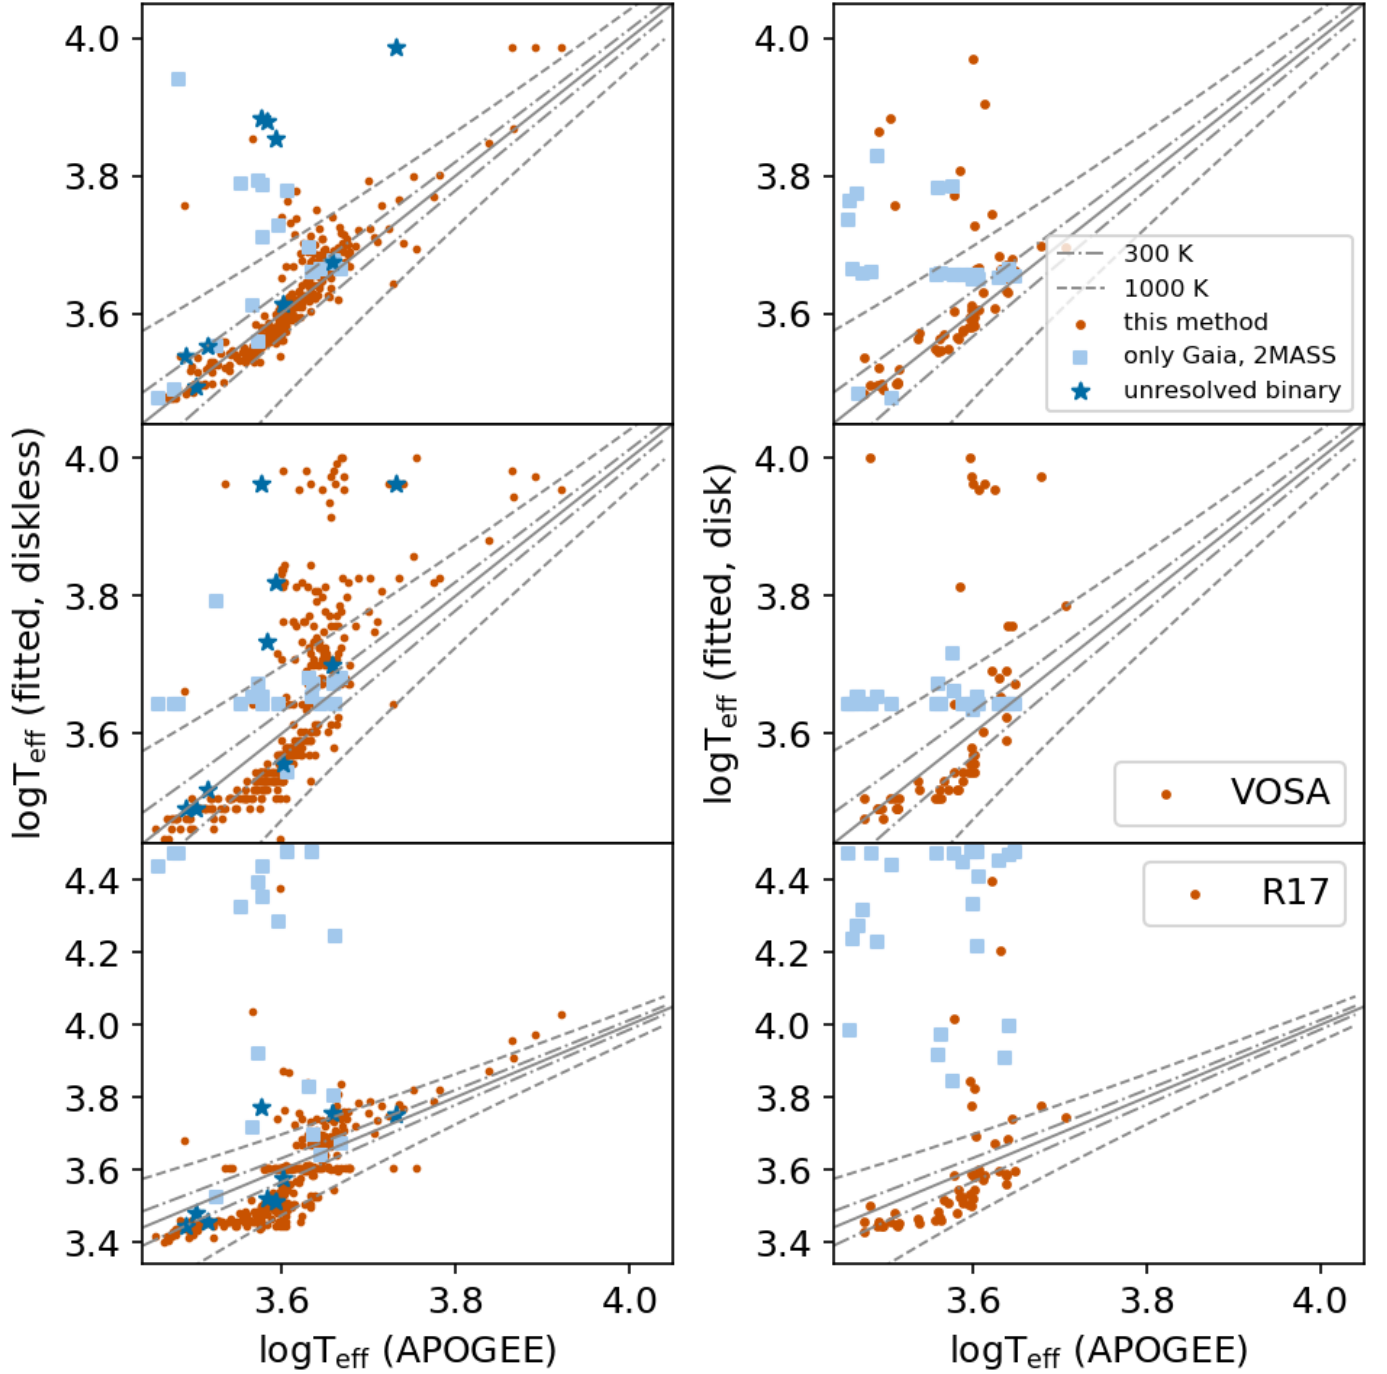 4.0
3.8
3.6
4.0
3.8
3.6
300 K
1000 K
this method
only Gaia, 2MASS
unresolved binary
logTeff (fitted, diskless)
4.0
3.8
3.6
logTeff (fitted, disk)
4.0
3.8
3.6
VOSA
4.4
4.2
4.0
3.8
3.6
3.4
4.4
4.2
4.0
3.8
3.6
3.4
R17
3.6 3.8 4.0
3.6 3.8 4.0
logTeff (APOGEE)
logTeff (APOGEE)